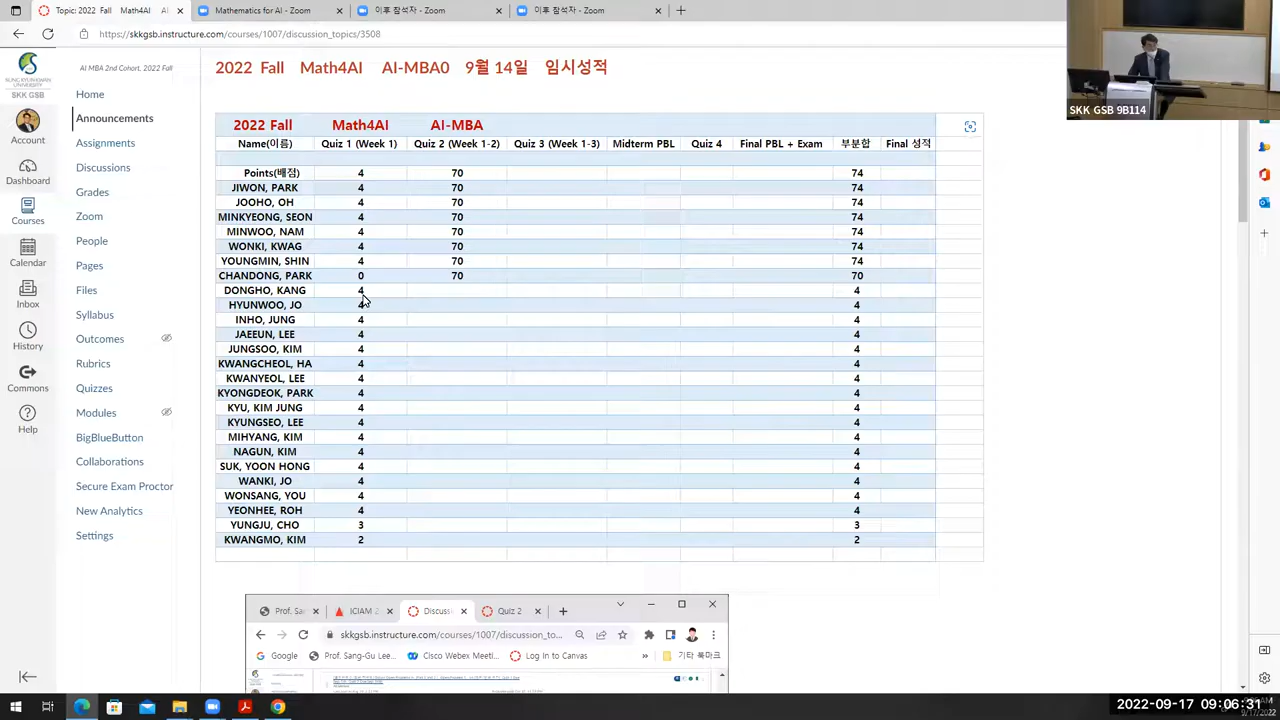 Topic: 2022 Fall Math4AI AI-
Mathematics for AI - Zoom
이후 참석자 - Zoom
이후 참석자 - Zoom
https://skkgsb.instructure.com/courses/1007/discussion_topics/3508
SKK GSB 9B114
SUNG KYUN KWAN
UNIVERSITY
SKK GSB
Account
Dashboard
Courses
Calendar
Inbox
History
Commons
Help
AI MBA 2nd Cohort, 2022 Fall
Home
Announcements
Assignments
Discussions
Grades
Zoom
People
Pages
Files
Syllabus
Outcomes
Rubrics
Quizzes
Modules
BigBlueButton
Collaborations
Secure Exam Proctor
New Analytics
Settings
2022 Fall Math4AI AI-MBA0 9월 14일 임시성적
2022 Fall Math4AI AI-MBA
Name(이름) Quiz 1 (Week 1) Quiz 2 (Week 1-2) Quiz 3 (Week 1-3) Midterm PBL Quiz 4 Final PBL + Exam 부분합 Final 성적
Points(배점) 4 70 74
JIWON, PARK 4 70 74
JOOHO, OH 4 70 74
MINKYEONG, SEON 4 70 74
MINWOO, NAM 4 70 74
WONKI, KWAG 4 70 74
YOUNGMIN, SHIN 4 70 74
CHANDONG, PARK 0 70 70
DONGHO, KANG 4 4
HYUNWOO, JO 4 4
INHO, JUNG 4 4
JAEEUN, LEE 4 4
JUNGSOO, KIM 4 4
KWANGCHEOL, HA 4 4
KWANYEOL, LEE 4 4
KYONGDEOK, PARK 4 4
KYU, KIM JUNG 4 4
KYUNGSEO, LEE 4 4
MIHYANG, KIM 4 4
NAGUN, KIM 4 4
SUK, YOON HONG 4 4
WANKI, JO 4 4
WONSANG, YOU 4 4
YEONHEE, ROH 4 4
YUNGJU, CHO 3 3
KWANGMO, KIM 2 2
Prof. Sa
ICIAM 2
Discuss
Quiz 2
skkgsb.instructure.com/courses/1007/discussion_to...
Google Prof. Sang-Gu Lee... Cisco Webex Meeti... Log In to Canvas » 기타 북마크
2022-09-17 09:06:31